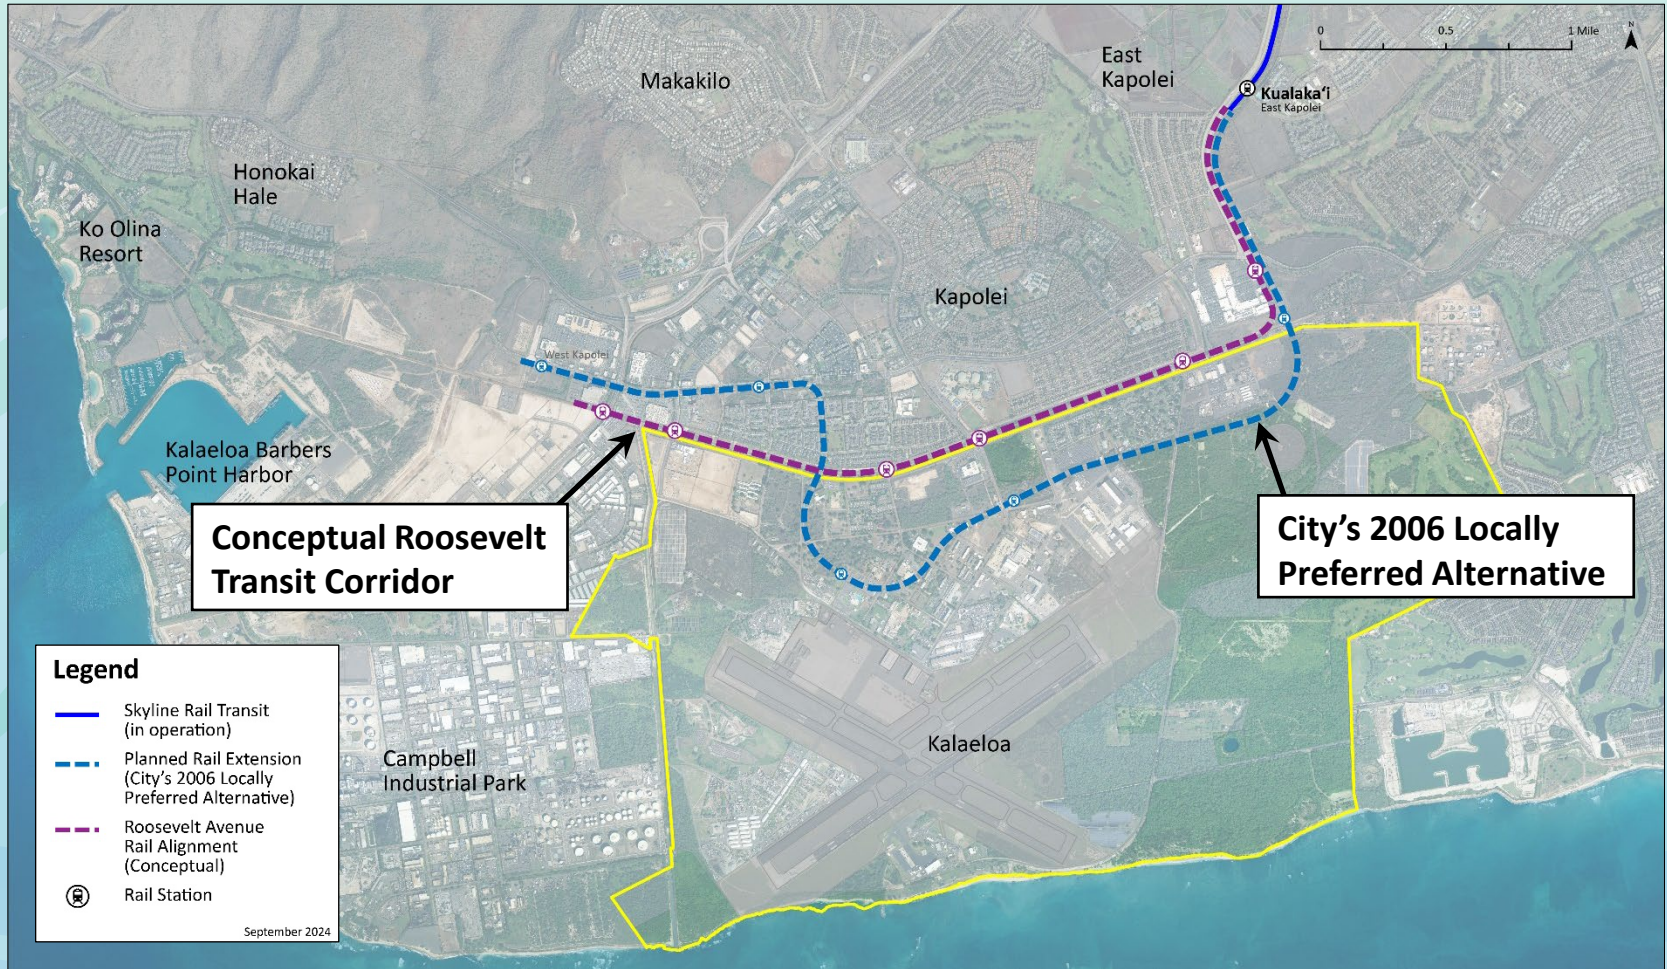 Makakilo
East
Kapolei
0
0.5
1 Mile
N
Kualaka‘i
East Kapolei
Honokai
Hale
Ko Olina
Resort
Kapolei
West Kapolei
Kalaeloa Barbers
Point Harbor
Conceptual Roosevelt
Transit Corridor
City’s 2006 Locally
Preferred Alternative
Legend
Skyline Rail Transit
(in operation)
Planned Rail Extension
(City’s 2006 Locally
Preferred Alternative)
Roosevelt Avenue
Rail Alignment
(Conceptual)
Rail Station
September 2024
Campbell
Industrial Park
Kalaeloa